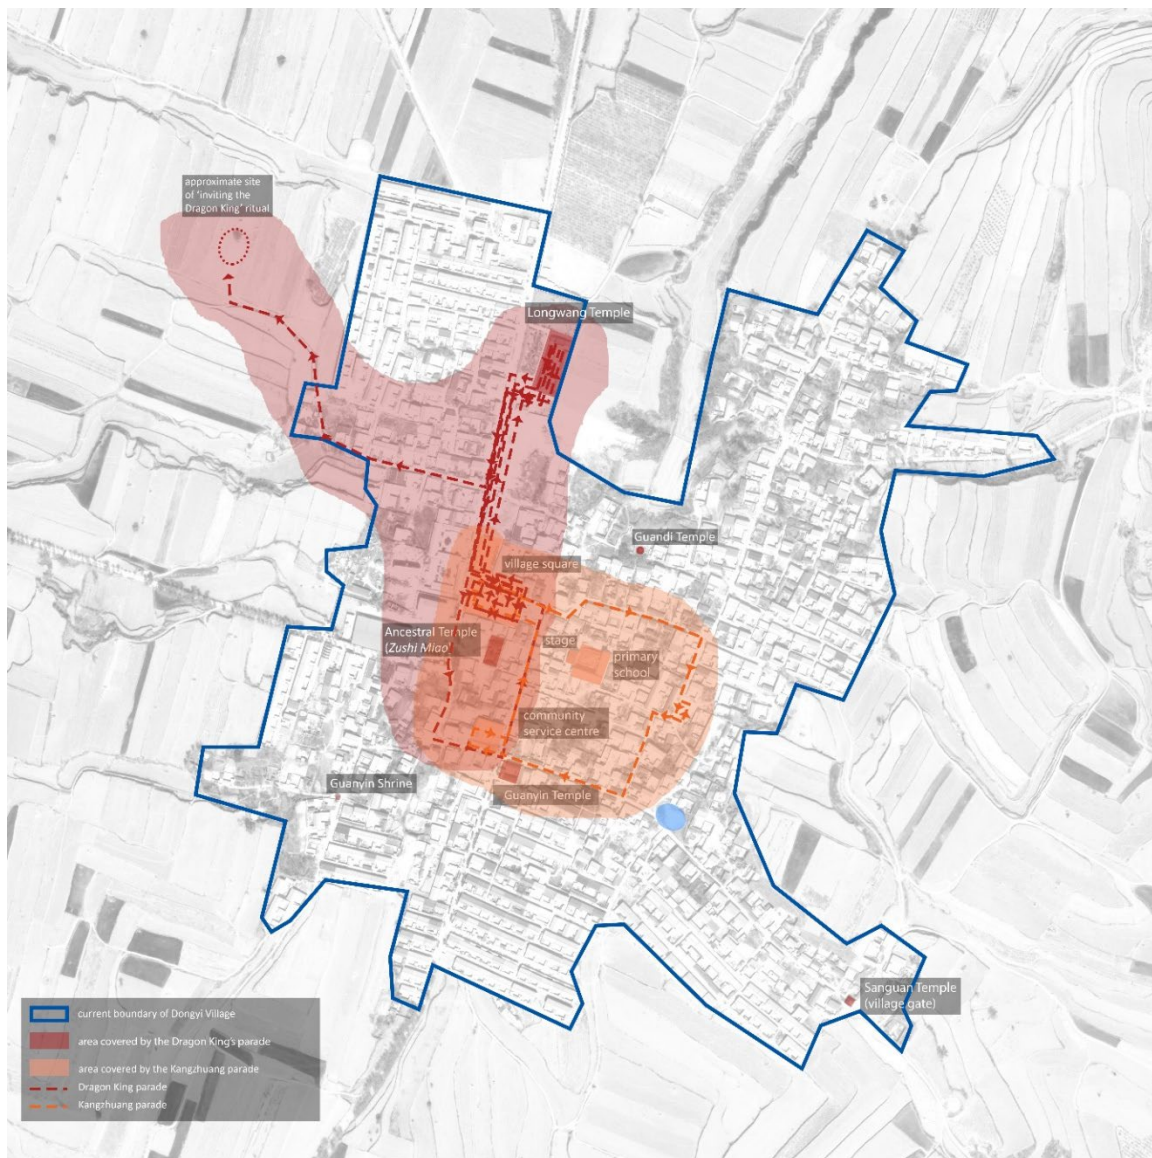 approximate site
of 'inviting the
Dragon King' ritual
Longwang Temple
Guandi Temple
village square
Ancestral Temple
(Zushi Miao)
stage
primary
school
community
service centre
Guanyin Shrine
Guanyin Temple
Sanguan Temple
(village gate)
current boundary of Dongyi Village
area covered by the Dragon King's parade
area covered by the Kangzhuang parade
Dragon King parade
Kangzhuang parade